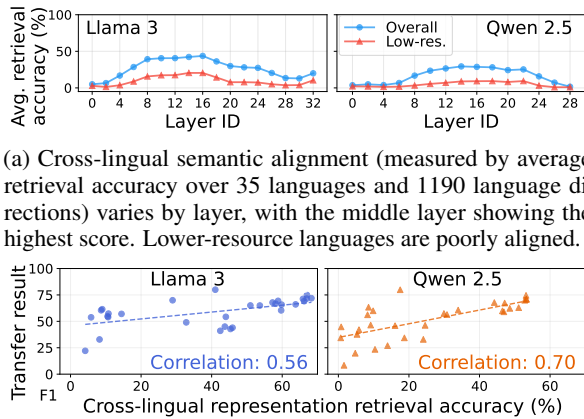 Llama 3
Overall
Low-res.
Qwen 2.5
Avg. retrieval
accuracy (%)
100
50
0
0 4 8 12 16 20 24 28 32
0 4 8 12 16 20 24 28
Layer ID
Layer ID
(a) Cross-lingual semantic alignment (measured by average
retrieval accuracy over 35 languages and 1190 language di-
rections) varies by layer, with the middle layer showing the
highest score. Lower-resource languages are poorly aligned.
Transfer result
F1
100
75
50
25
0
Llama 3
Correlation: 0.56
Qwen 2.5
Correlation: 0.70
0 20 40 60
0 20 40 60
Cross-lingual representation retrieval accuracy (%)